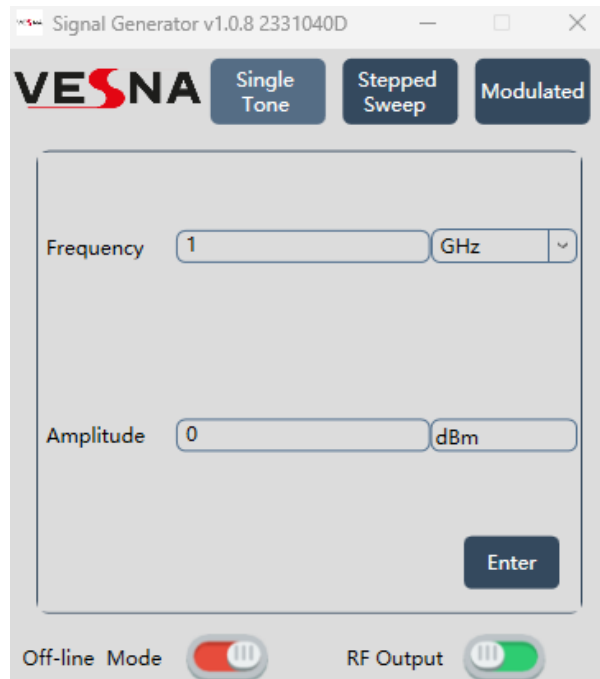 Signal Generator v1.0.8 2331040D
VESNA
Single
Tone
Stepped
Sweep
Modulated
Frequency 1 GHz
Amplitude 0 dBm
Enter
Off-line Mode RF Output